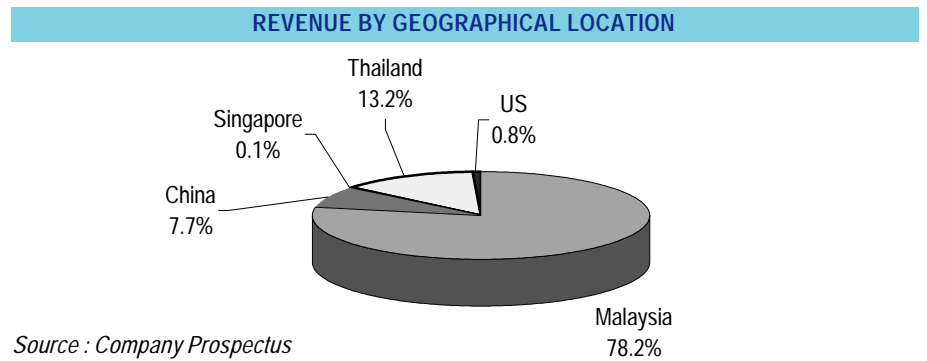 REVENUE BY GEOGRAPHICAL LOCATION
Thailand
13.2%
US
0.8%
Singapore
0.1%
China
7.7%
Malaysia
78.2%
Source : Company Prospectus